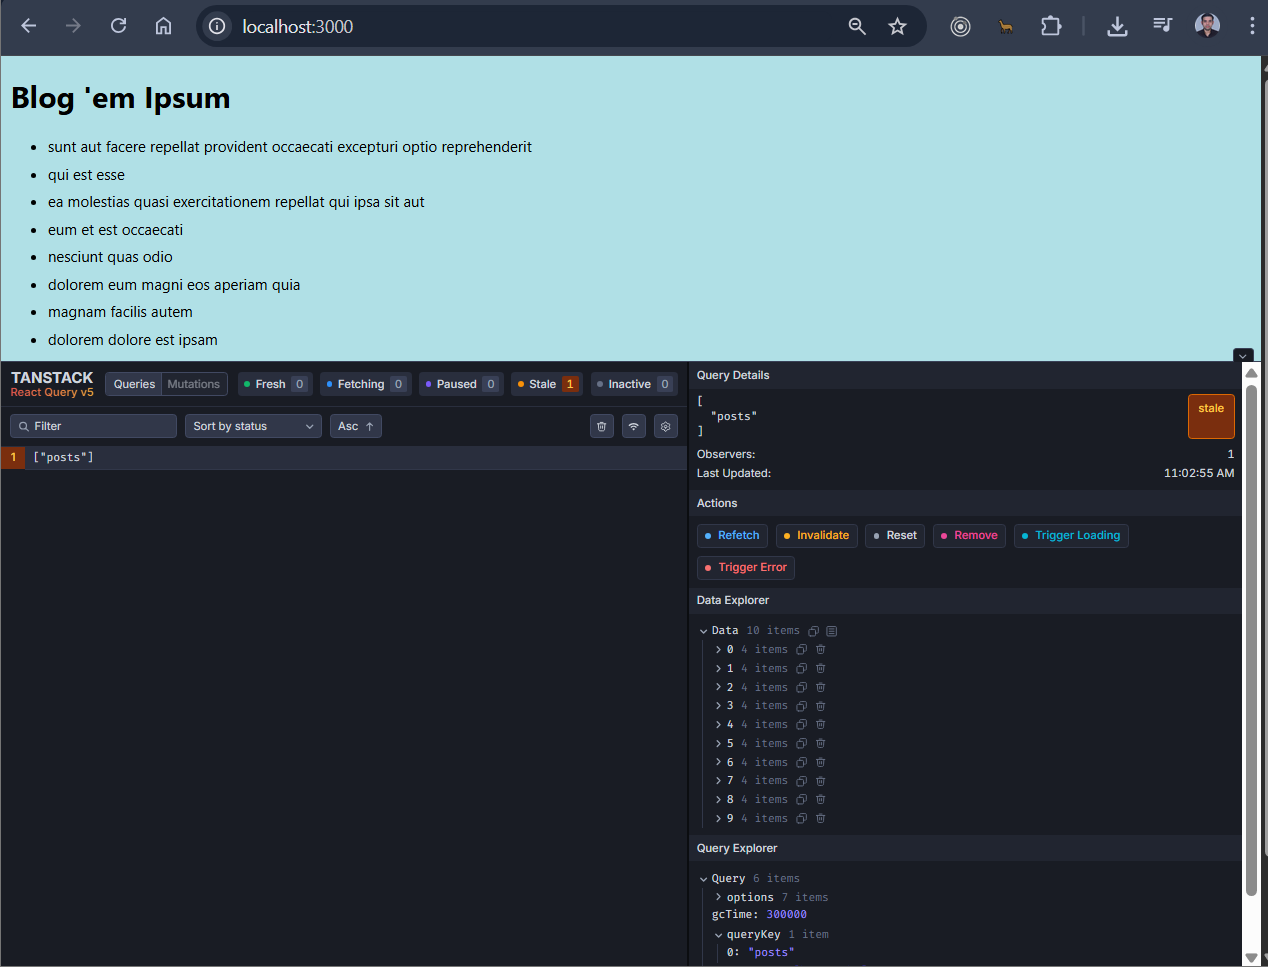 localhost:3000
Blog 'em Ipsum
sunt aut facere repellat provident occaecati excepturi optio reprehenderit
qui est esse
ea molestias quasi exercitationem repellat qui ipsa sit aut
eum et est occaecati
nesciunt quas odio
dolorem eum magni eos aperiam quia
magnam facilis autem
dolorem dolore est ipsam
TANSTACK
React Query v5
Queries Mutations Fresh 0 Fetching 0 Paused 0 Stale 1 Inactive 0
Filter Sort by status Asc ↑
1 ["posts"]
Query Details
[
"posts"
]
stale
Observers: 1
Last Updated: 11:02:55 AM
Actions
Refetch Invalidate Reset Remove Trigger Loading
Trigger Error
Data Explorer
Data 10 items
0 4 items
1 4 items
2 4 items
3 4 items
4 4 items
5 4 items
6 4 items
7 4 items
8 4 items
9 4 items
Query Explorer
Query 6 items
options 7 items
gcTime: 300000
queryKey 1 item
0: "posts"